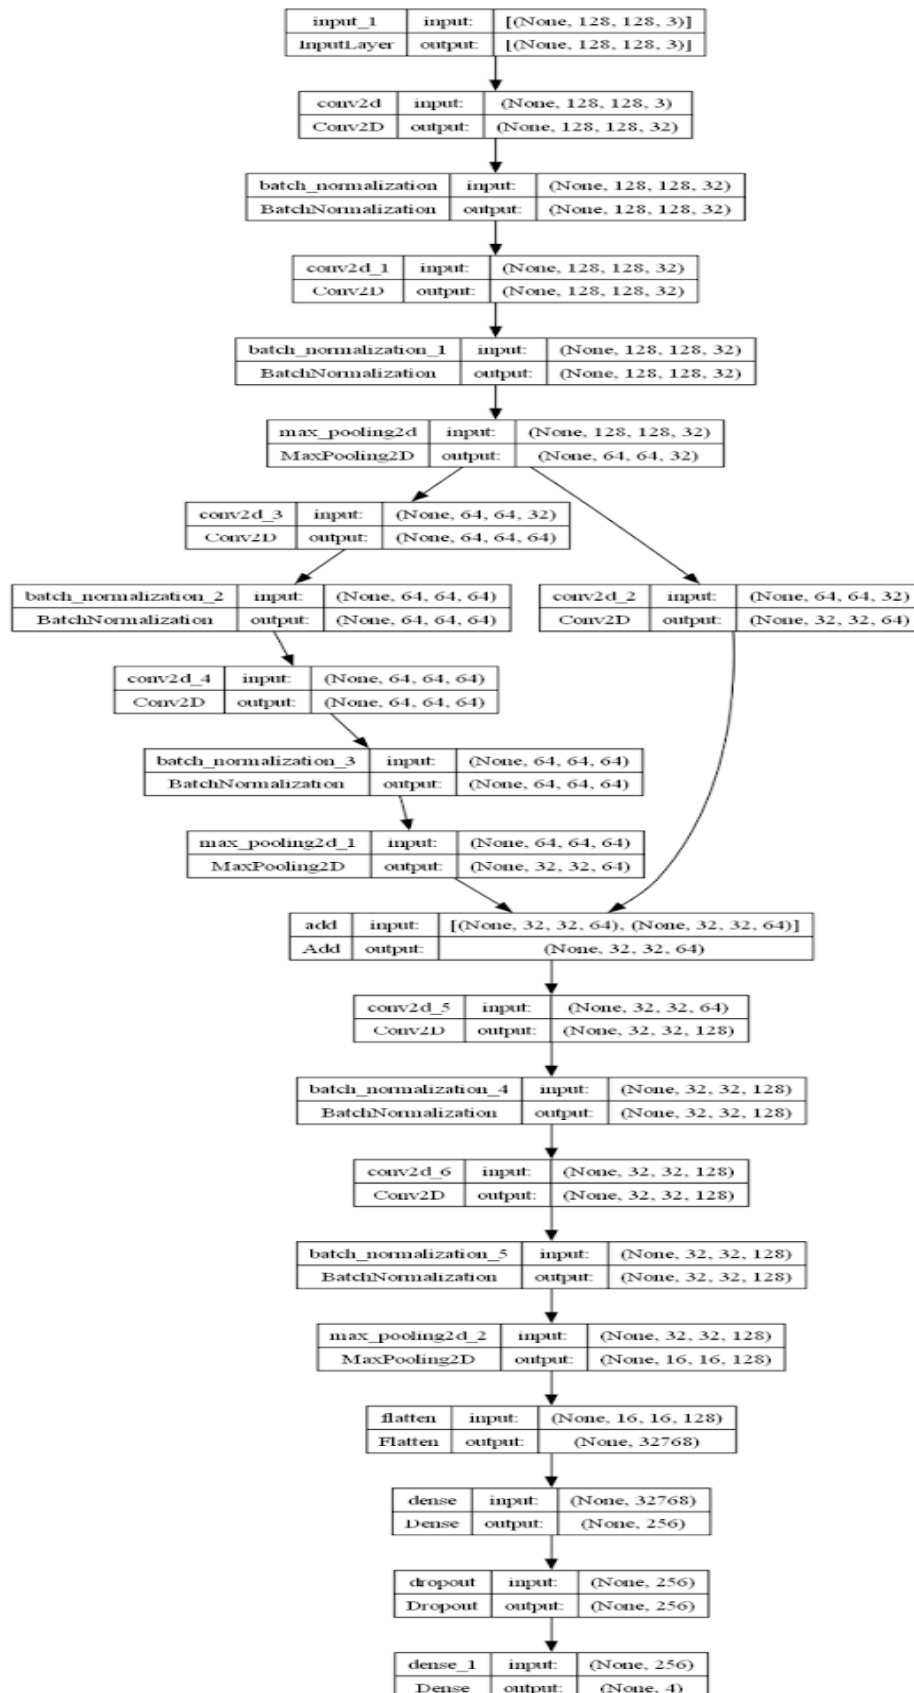 input_1 input: [(None, 128, 128, 3)]
InputLayer output: [(None, 128, 128, 3)]
conv2d input: (None, 128, 128, 3)
Conv2D output: (None, 128, 128, 32)
batch_normalization input: (None, 128, 128, 32)
BatchNormalization output: (None, 128, 128, 32)
conv2d_1 input: (None, 128, 128, 32)
Conv2D output: (None, 128, 128, 32)
batch_normalization_1 input: (None, 128, 128, 32)
BatchNormalization output: (None, 128, 128, 32)
max_pooling2d input: (None, 128, 128, 32)
MaxPooling2D output: (None, 64, 64, 32)
conv2d_3 input: (None, 64, 64, 32)
Conv2D output: (None, 64, 64, 64)
batch_normalization_2 input: (None, 64, 64, 64)
BatchNormalization output: (None, 64, 64, 64)
conv2d_2 input: (None, 64, 64, 32)
Conv2D output: (None, 32, 32, 64)
conv2d_4 input: (None, 64, 64, 64)
Conv2D output: (None, 64, 64, 64)
batch_normalization_3 input: (None, 64, 64, 64)
BatchNormalization output: (None, 64, 64, 64)
max_pooling2d_1 input: (None, 64, 64, 64)
MaxPooling2D output: (None, 32, 32, 64)
add input: [(None, 32, 32, 64), (None, 32, 32, 64)]
Add output: (None, 32, 32, 64)
conv2d_5 input: (None, 32, 32, 64)
Conv2D output: (None, 32, 32, 128)
batch_normalization_4 input: (None, 32, 32, 128)
BatchNormalization output: (None, 32, 32, 128)
conv2d_6 input: (None, 32, 32, 128)
Conv2D output: (None, 32, 32, 128)
batch_normalization_5 input: (None, 32, 32, 128)
BatchNormalization output: (None, 32, 32, 128)
max_pooling2d_2 input: (None, 32, 32, 128)
MaxPooling2D output: (None, 16, 16, 128)
flatten input: (None, 16, 16, 128)
Flatten output: (None, 32768)
dense input: (None, 32768)
Dense output: (None, 256)
dropout input: (None, 256)
Dropout output: (None, 256)
dense_1 input: (None, 256)
Dense output: (None, 4)